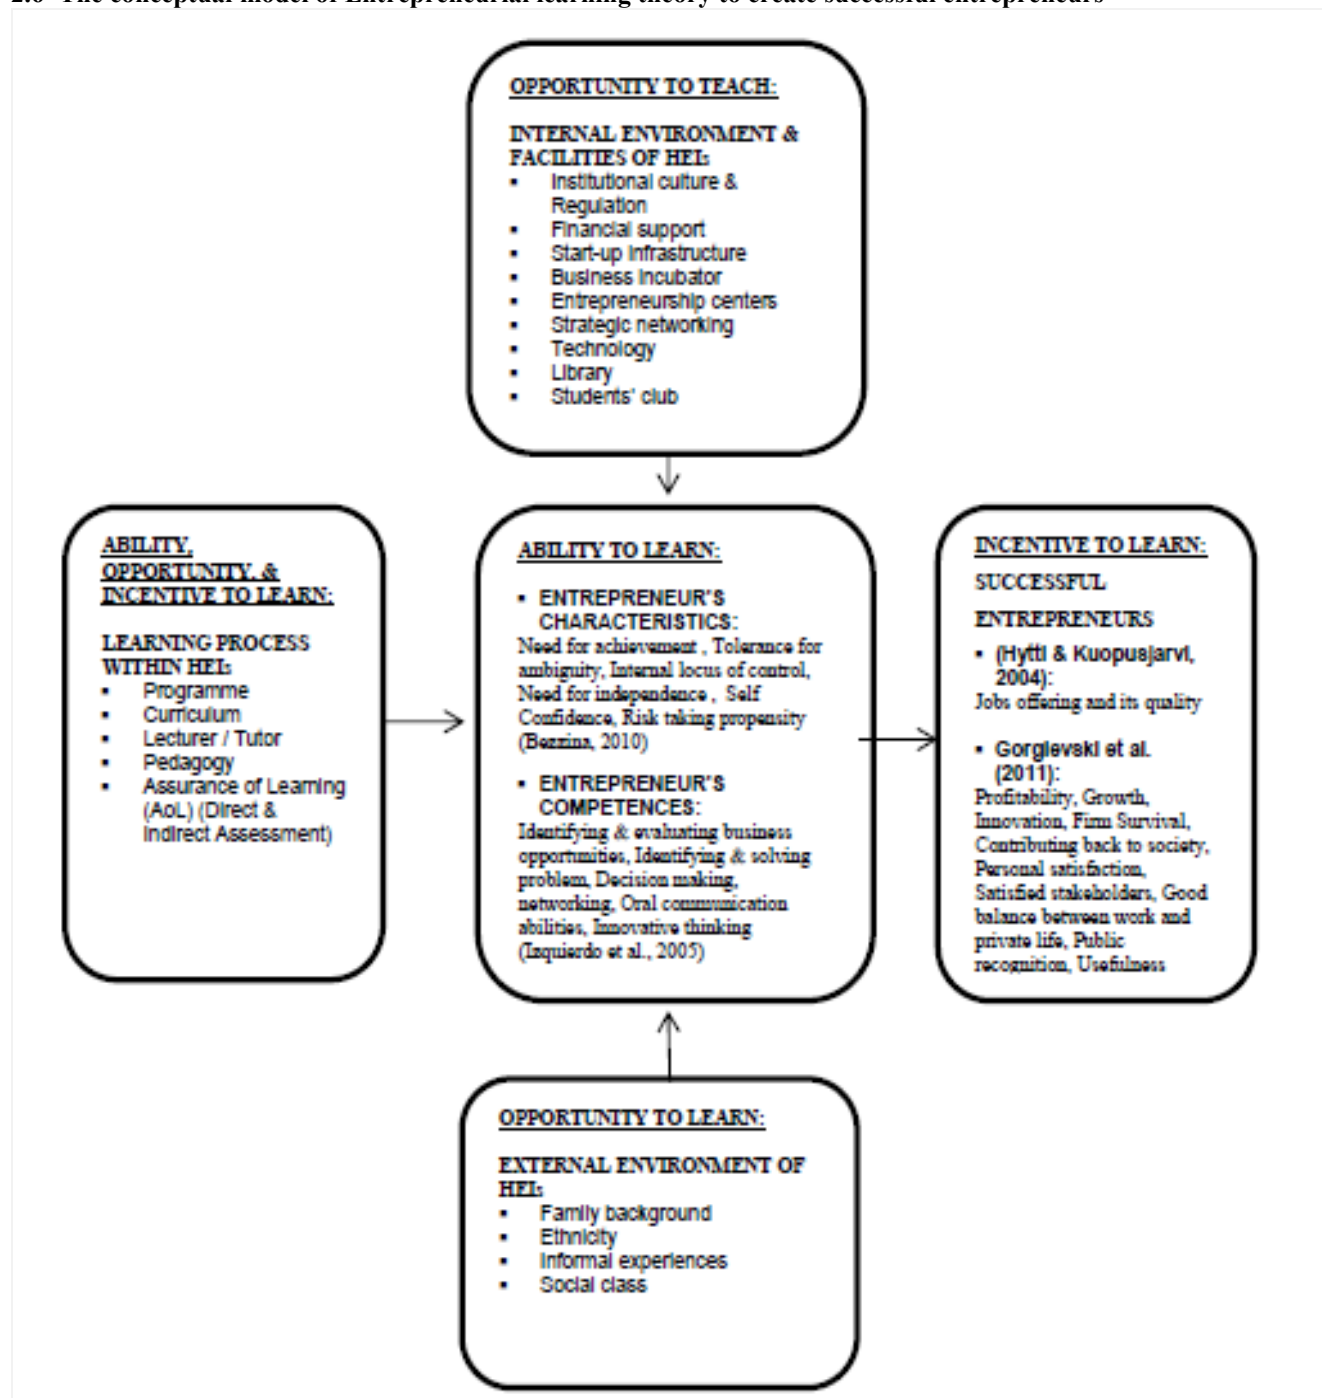 2.6 The conceptual model of Entrepreneurial learning theory to create successful entrepreneurs
OPPORTUNITY TO TEACH:
INTERNAL ENVIRONMENT &
FACILITIES OF HEIs
▪ Institutional culture &
Regulation
▪ Financial support
▪ Start-up infrastructure
▪ Business incubator
▪ Entrepreneurship centers
▪ Strategic networking
▪ Technology
▪ Library
▪ Students' club
ABILITY,
OPPORTUNITY, &
INCENTIVE TO LEARN:
LEARNING PROCESS
WITHIN HEIs
▪ Programme
▪ Curriculum
▪ Lecturer / Tutor
▪ Pedagogy
▪ Assurance of Learning
(AoL) (Direct &
Indirect Assessment)
ABILITY TO LEARN:
▪ ENTREPRENEUR'S
CHARACTERISTICS:
Need for achievement , Tolerance for
ambiguity, Internal locus of control,
Need for independence , Self
Confidence, Risk taking propensity
(Bezzina, 2010)
▪ ENTREPRENEUR'S
COMPETENCES:
Identifying & evaluating business
opportunities, Identifying & solving
problem, Decision making,
networking, Oral communication
abilities, Innovative thinking
(Izquierdo et al., 2005)
INCENTIVE TO LEARN:
SUCCESSFUL
ENTREPRENEURS
▪ (Hytti & Kuopusjarvi,
2004):
Jobs offering and its quality
▪ Gorgievski et al.
(2011):
Profitability, Growth,
Innovation, Firm Survival,
Contributing back to society,
Personal satisfaction,
Satisfied stakeholders, Good
balance between work and
private life, Public
recognition, Usefulness
OPPORTUNITY TO LEARN:
EXTERNAL ENVIRONMENT OF
HEIs
▪ Family background
▪ Ethnicity
▪ Informal experiences
▪ Social class